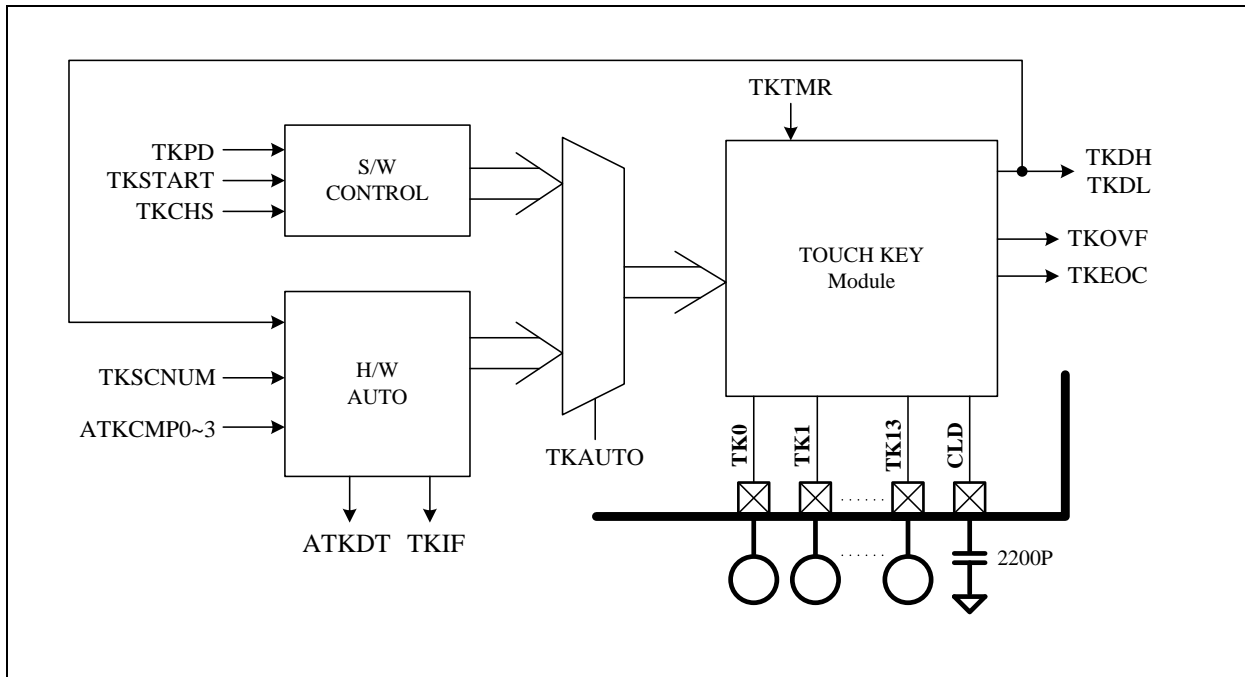 TKTMR
TKPD
TKSTART
TKCHS
S/W
CONTROL
TKDH
TKDL
TKOVF
TKEOC
TOUCH KEY
Module
TKSCNUM
ATKCMP0~3
H/W
AUTO
TKAUTO
ATKDT TKIF
TK0 TK1 TK13 CLD
2200P